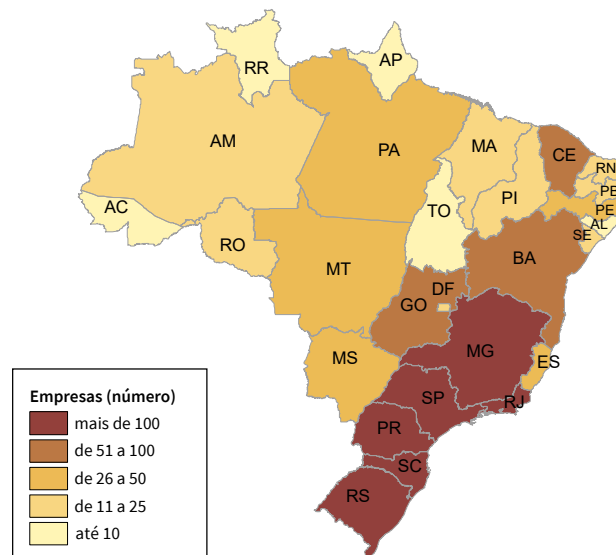 RR
AP
AM
PA
MA
CE
RN
PB
PI
PE
AC
TO
AL
SE
RO
BA
MT
DF
GO
MG
MS
ES
SP
RJ
PR
SC
RS
Empresas (número)
mais de 100
de 51 a 100
de 26 a 50
de 11 a 25
até 10